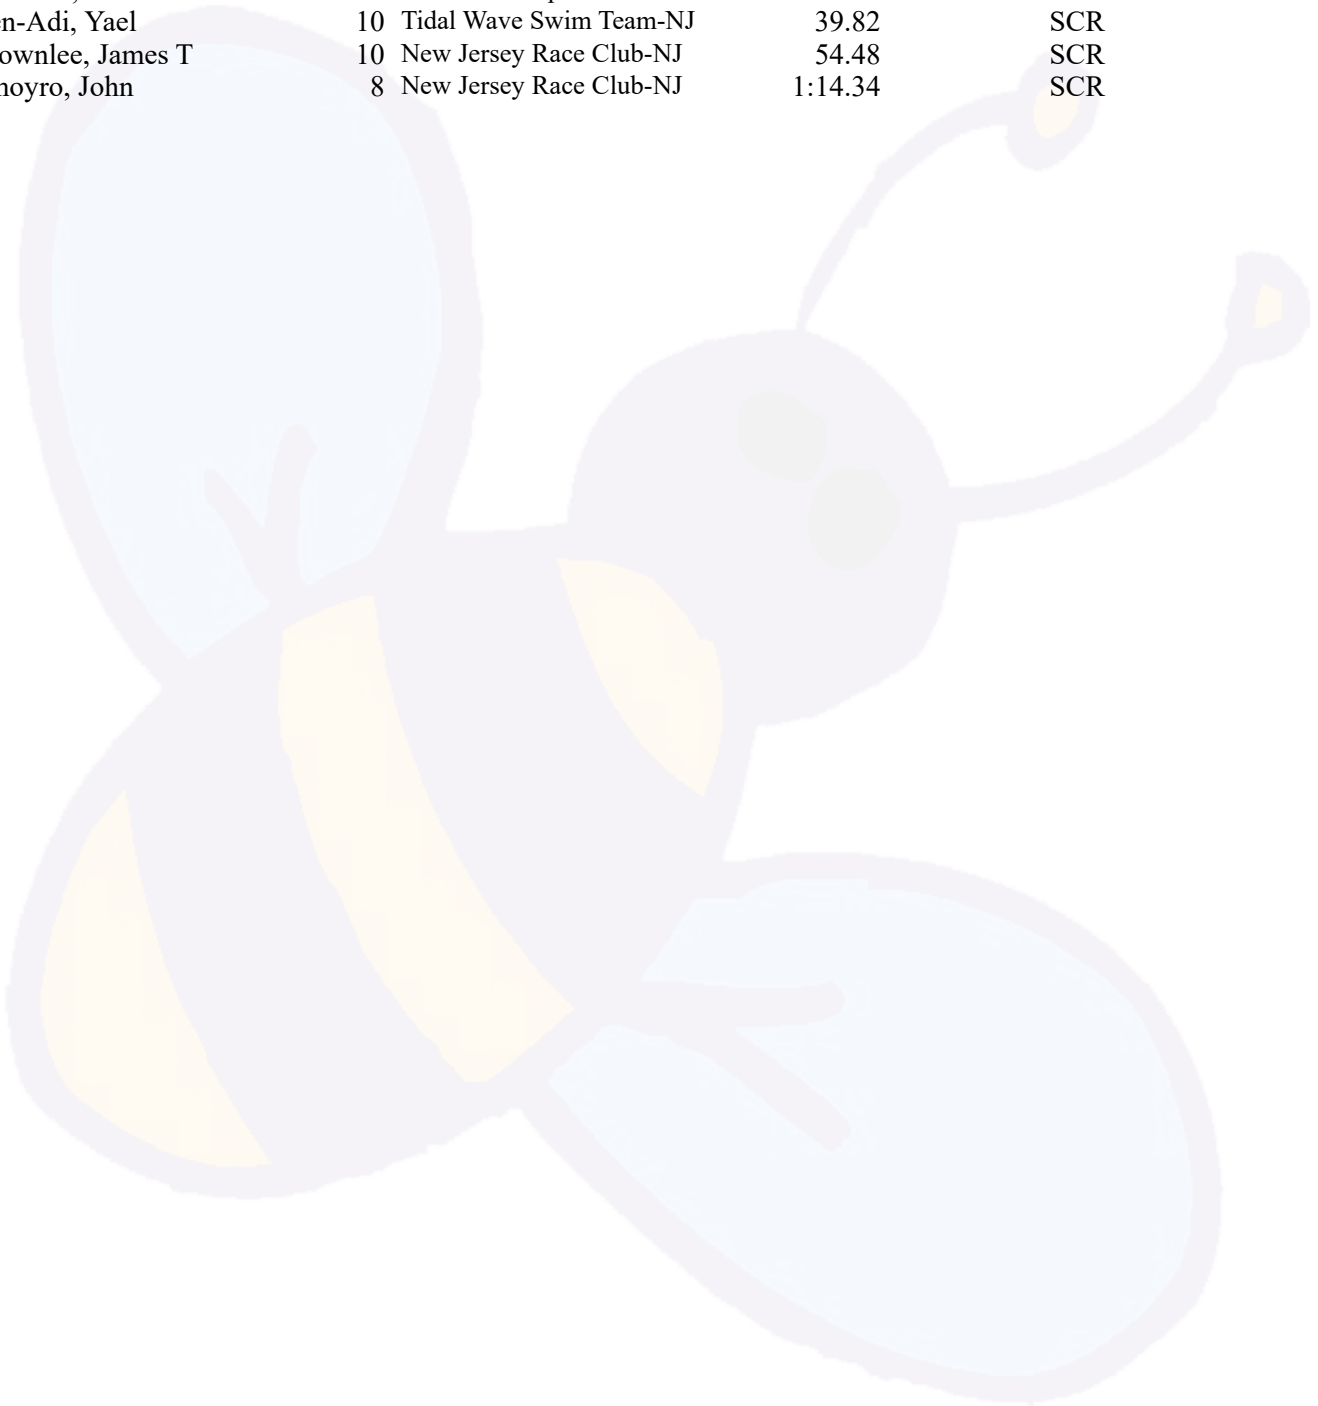 en-Adi, Yael 10 Tidal Wave Swim Team-NJ 39.82 SCR
ownlee, James T 10 New Jersey Race Club-NJ 54.48 SCR
noyro, John 8 New Jersey Race Club-NJ 1:14.34 SCR